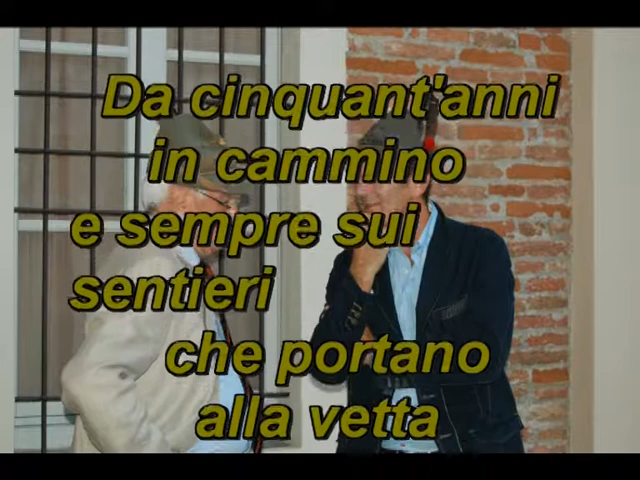 Da cinquant'anni
in cammino
e sempre sui
sentieri
che portano
alla vetta